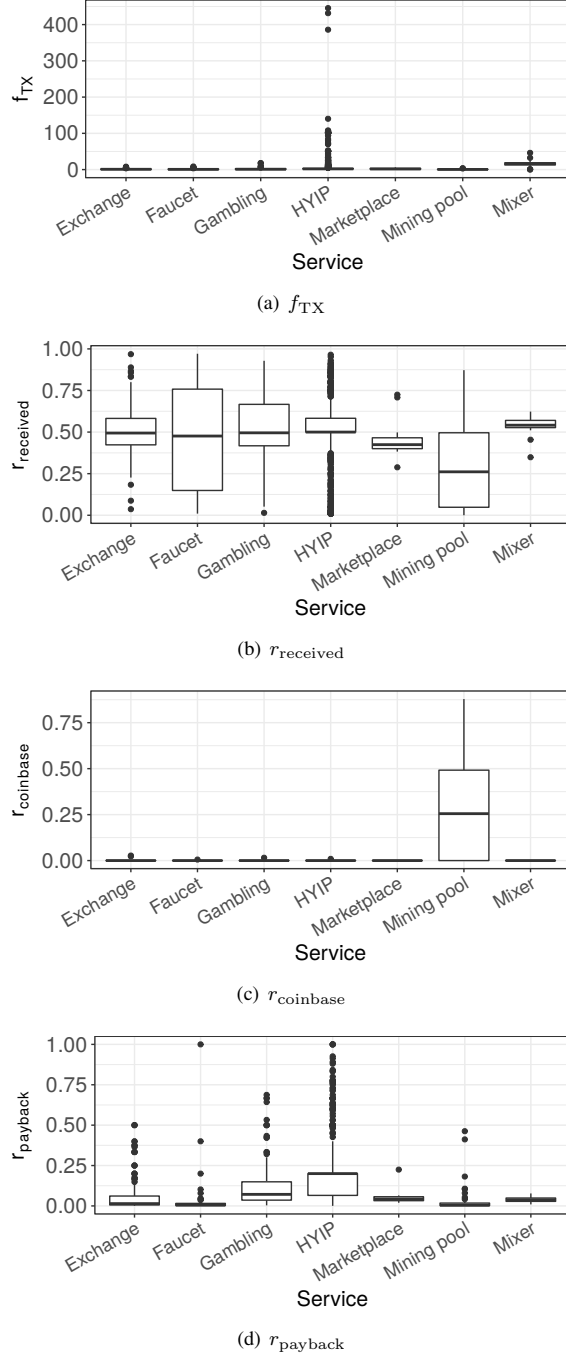 400
300
200
100
0
f_TX
Exchange
Faucet
Gambling
HYIP
Marketplace
Mining pool
Mixer
Service
(a) f_TX
1.00
0.75
0.50
0.25
0.00
r_received
Exchange
Faucet
Gambling
HYIP
Marketplace
Mining pool
Mixer
Service
(b) r_received
0.75
0.50
0.25
0.00
r_coinbase
Exchange
Faucet
Gambling
HYIP
Marketplace
Mining pool
Mixer
Service
(c) r_coinbase
1.00
0.75
0.50
0.25
0.00
r_payback
Exchange
Faucet
Gambling
HYIP
Marketplace
Mining pool
Mixer
Service
(d) r_payback